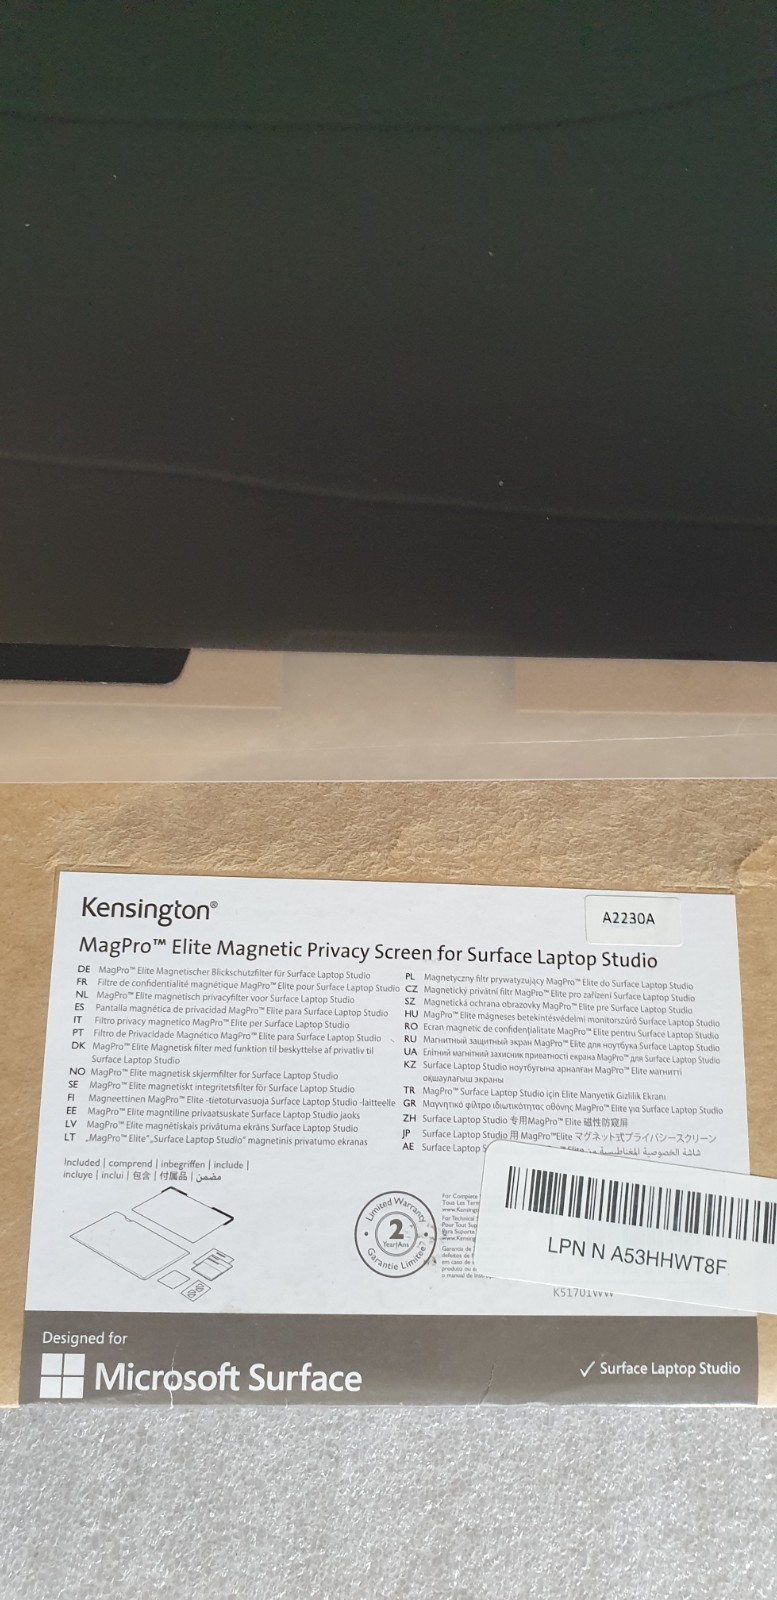 Kensington®
A2230A
MagPro™ Elite Magnetic Privacy Screen for Surface Laptop Studio
DE MagPro™ Elite Magnetischer Blickschutzfilter für Surface Laptop Studio
FR Filtre de confidentialité magnétique MagPro™ Elite pour Surface Laptop Studio
NL MagPro™ Elite magnetisch privacyfilter voor Surface Laptop Studio
ES Pantalla magnética de privacidad MagPro™ Elite para Surface Laptop Studio
IT Filtro privacy magnetico MagPro™ Elite per Surface Laptop Studio
PT Filtro de Privacidade Magnético MagPro™ Elite para Surface Laptop Studio
DK MagPro™ Elite Magnetisk filter med funktion til beskyttelse af privatliv til
Surface Laptop Studio
NO MagPro™ Elite magnetisk skjermfilter for Surface Laptop Studio
SE MagPro™ Elite magnetiskt integritetsfilter för Surface Laptop Studio
FI Magneettinen MagPro™ Elite -tietoturvasuoja Surface Laptop Studio -laitteelle
EE MagPro™ Elite magnetiline privaatsuskate Surface Laptop Studio jaoks
LV MagPro™ Elite magnētiskais privātuma ekrāns Surface Laptop Studio
LT „MagPro™ Elite“ „Surface Laptop Studio“ magnetinis privatumo ekranas
PL Magnetyczny filtr prywatyzujący MagPro™ Elite do Surface Laptop Studio
CZ Magnetický privátní filtr MagPro™ Elite pro zařízení Surface Laptop Studio
SZ Magnetická ochrana obrazovky MagPro™ Elite pre Surface Laptop Studio
HU MagPro™ Elite mágneses betekintésvédelmi monitorszűrő Surface Laptop Studio
RO Ecran magnetic de confidențialitate MagPro™ Elite pentru Surface Laptop Studio
RU Магнитный защитный экран MagPro™ Elite для ноутбука Surface Laptop Studio
UA Елітний магнітний захисник приватності екрана MagPro™ для Surface Laptop Studio
KZ Surface Laptop Studio ноутбугына арналған MagPro™ Elite магнитті
оқшаулағыш экраны
TR MagPro™ Surface Laptop Studio için Elite Manyetik Gizlilik Ekranı
GR Μαγνητικό φίλτρο ιδιωτικότητας οθόνης MagPro™ Elite για Surface Laptop Studio
ZH Surface Laptop Studio 专用MagPro™ Elite 磁性防窥屏
JP Surface Laptop Studio 用 MagPro™Elite マグネット式プライバシースクリーン
AE Surface Laptop S
شاشة الخصوصية المغناطيسية من
Included | comprend | inbegriffen | include |
incluye | inclui | 包含 | 付属品 | مضمن
Limited Warranty
2
Year|Ans
Garantie Limitée
LPN N A53HHWT8F
K51701WW
Designed for
Microsoft Surface
✓ Surface Laptop Studio